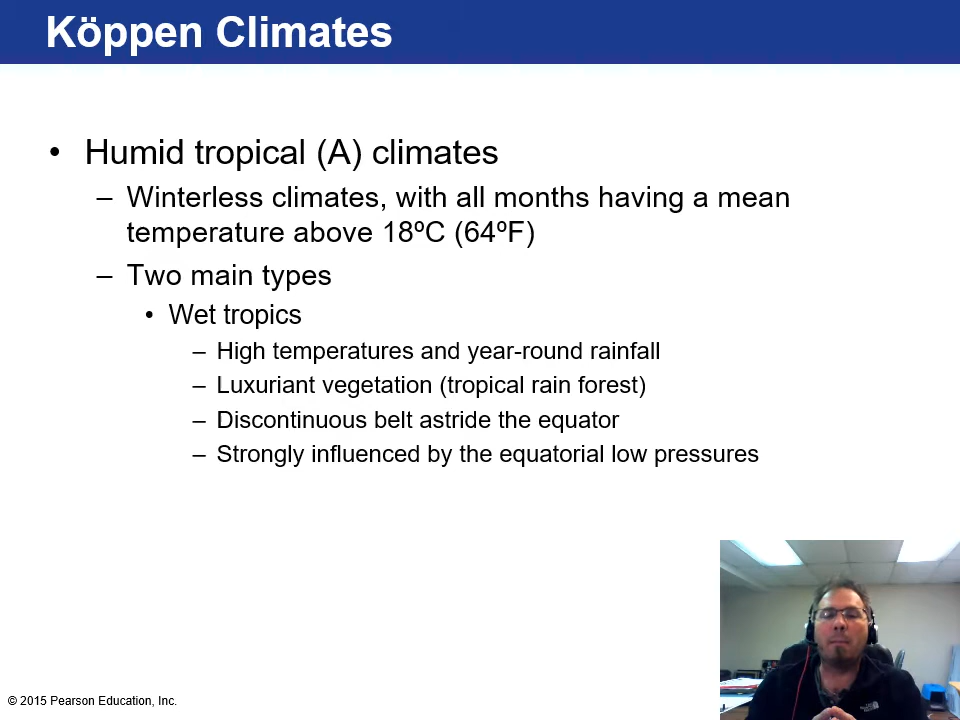 Köppen Climates
• Humid tropical (A) climates
– Winterless climates, with all months having a mean
temperature above 18ºC (64ºF)
– Two main types
• Wet tropics
– High temperatures and year-round rainfall
– Luxuriant vegetation (tropical rain forest)
– Discontinuous belt astride the equator
– Strongly influenced by the equatorial low pressures
© 2015 Pearson Education, Inc.